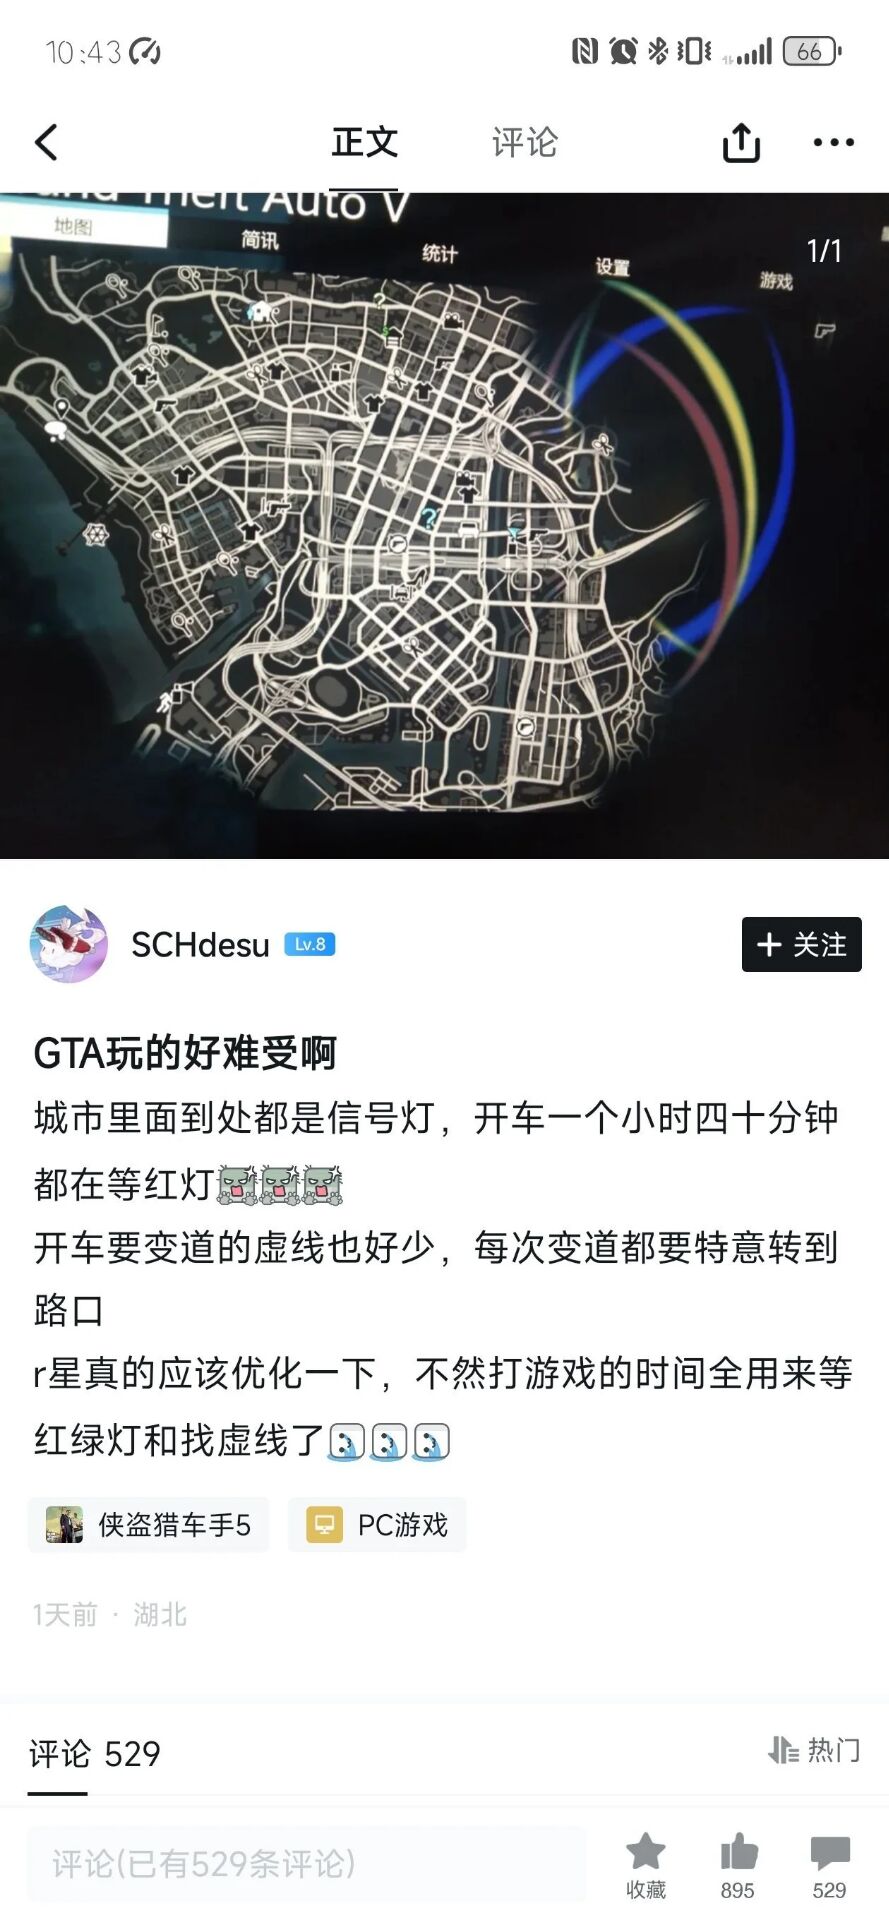 10:43
66
正文 评论
Theft Auto V
地图 简讯 统计 设置 游戏
1/1
SCHdesu Lv.8 + 关注
GTA玩的好难受啊
城市里面到处都是信号灯，开车一个小时四十分钟
都在等红灯
开车要变道的虚线也好少，每次变道都要特意转到
路口
r星真的应该优化一下，不然打游戏的时间全用来等
红绿灯和找虚线了
侠盗猎车手5 PC游戏
1天前 · 湖北
评论 529 热门
评论(已有529条评论)
收藏 895 529